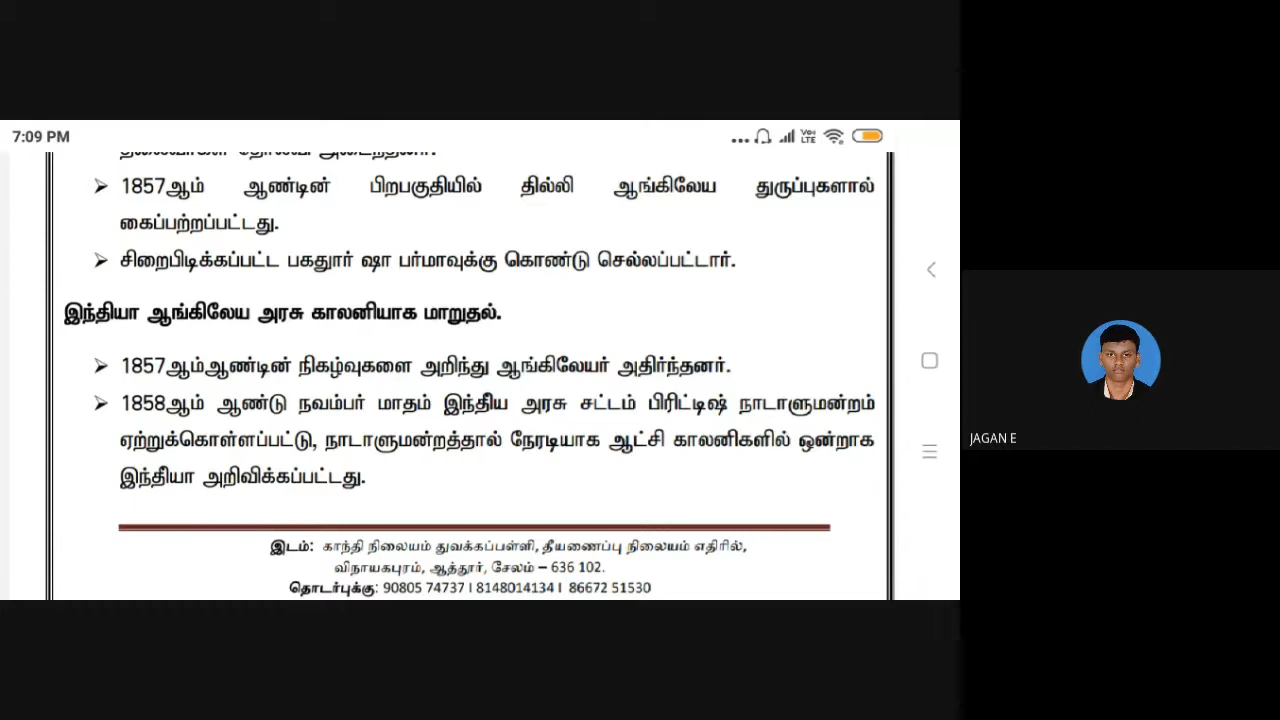 7:09 PM
1857ஆம் ஆண்டின் பிறபகுதியில் தில்லி ஆங்கிலேய துருப்புகளால்
கைப்பற்றப்பட்டது.
சிறைபிடிக்கப்பட்ட பகதூர் ஷா பர்மாவுக்கு கொண்டு செல்லப்பட்டார்.
இந்தியா ஆங்கிலேய அரசு காலனியாக மாறுதல்.
1857ஆம்ஆண்டின் நிகழ்வுகளை அறிந்து ஆங்கிலேயர் அதிர்ந்தனர்.
1858ஆம் ஆண்டு நவம்பர் மாதம் இந்திய அரசு சட்டம் பிரிட்டிஷ் நாடாளுமன்றம்
ஏற்றுக்கொள்ளப்பட்டு, நாடாளுமன்றத்தால் நேரடியாக ஆட்சி காலனிகளில் ஒன்றாக
இந்தியா அறிவிக்கப்பட்டது.
இடம்: காந்தி நிலையம் துவக்கப்பள்ளி, தீயணைப்பு நிலையம் எதிரில்,
விநாயகபுரம், ஆத்தூர், சேலம் – 636 102.
தொடர்புக்கு: 90805 74737 I 8148014134 I 86672 51530
JAGAN E